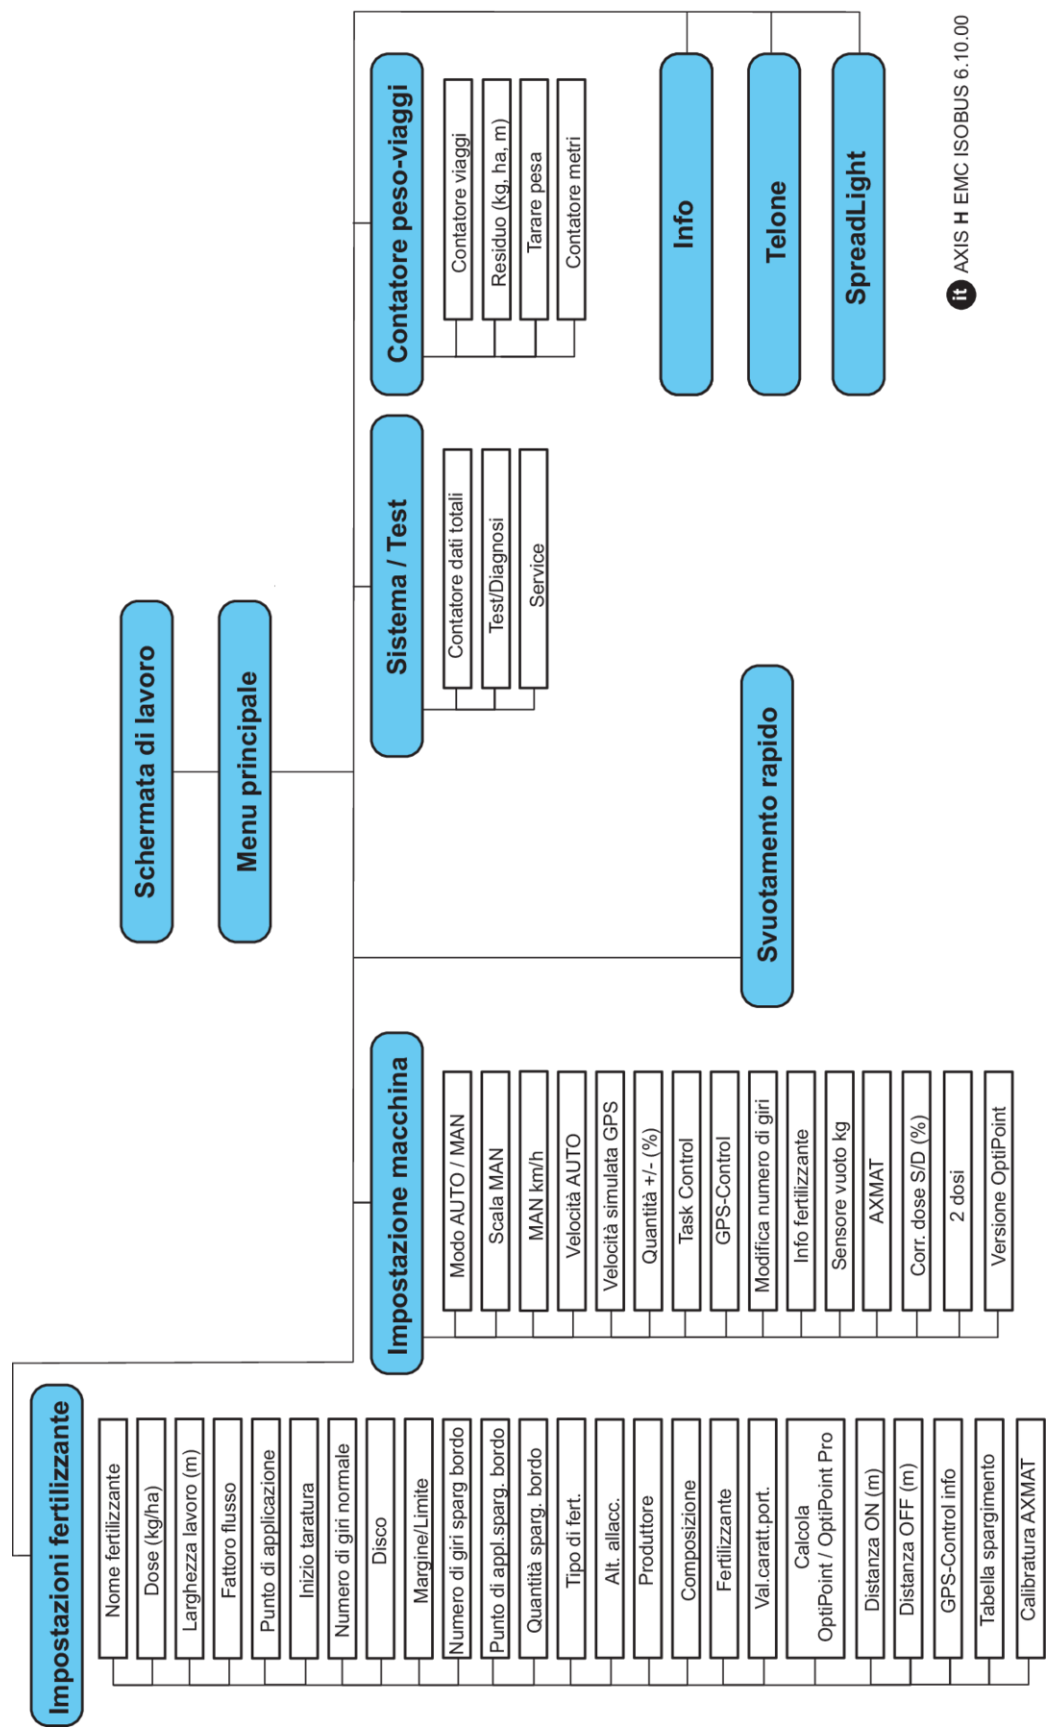 Schermata di lavoro
Menu principale
Impostazioni fertilizzante
Nome fertilizzante
Dose (kg/ha)
Larghezza lavoro (m)
Fattoro flusso
Punto di applicazione
Inizio taratura
Numero di giri normale
Disco
Margine/Limite
Numero di giri sparg bordo
Punto di appl.sparg. bordo
Quantità sparg. bordo
Tipo di fert.
Alt. allacc.
Produttore
Composizione
Fertilizzante
Val.caratt.port.
Calcola
OptiPoint / OptiPoint Pro
Distanza ON (m)
Distanza OFF (m)
GPS-Control info
Tabella spargimento
Calibratura AXMAT
Impostazione macchina
Modo AUTO / MAN
Scala MAN
MAN km/h
Velocità AUTO
Velocità simulata GPS
Quantità +/- (%)
Task Control
GPS-Control
Modifica numero di giri
Info fertilizzante
Sensore vuoto kg
AXMAT
Corr. dose S/D (%)
2 dosi
Versione OptiPoint
Svuotamento rapido
Sistema / Test
Contatore dati totali
Test/Diagnosi
Service
Contatore peso-viaggi
Contatore viaggi
Residuo (kg, ha, m)
Tarare pesa
Contatore metri
Info
Telone
SpreadLight
it AXIS H EMC ISOBUS 6.10.00